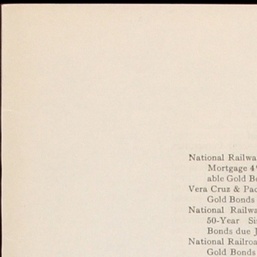 National Railwa
Mortgage 4
able Gold B
Vera Cruz & Pac
Gold Bonds
National Railwa
50-Year Si
Bonds due J
National Railroa
Gold Bonds